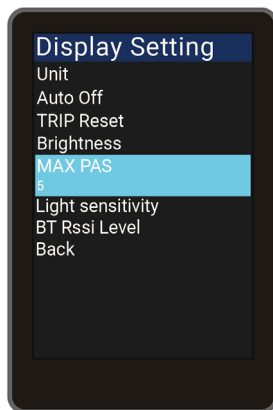 Display Setting
Unit
Auto Off
TRIP Reset
Brightness
MAX PAS
5
Light sensitivity
BT Rssi Level
Back